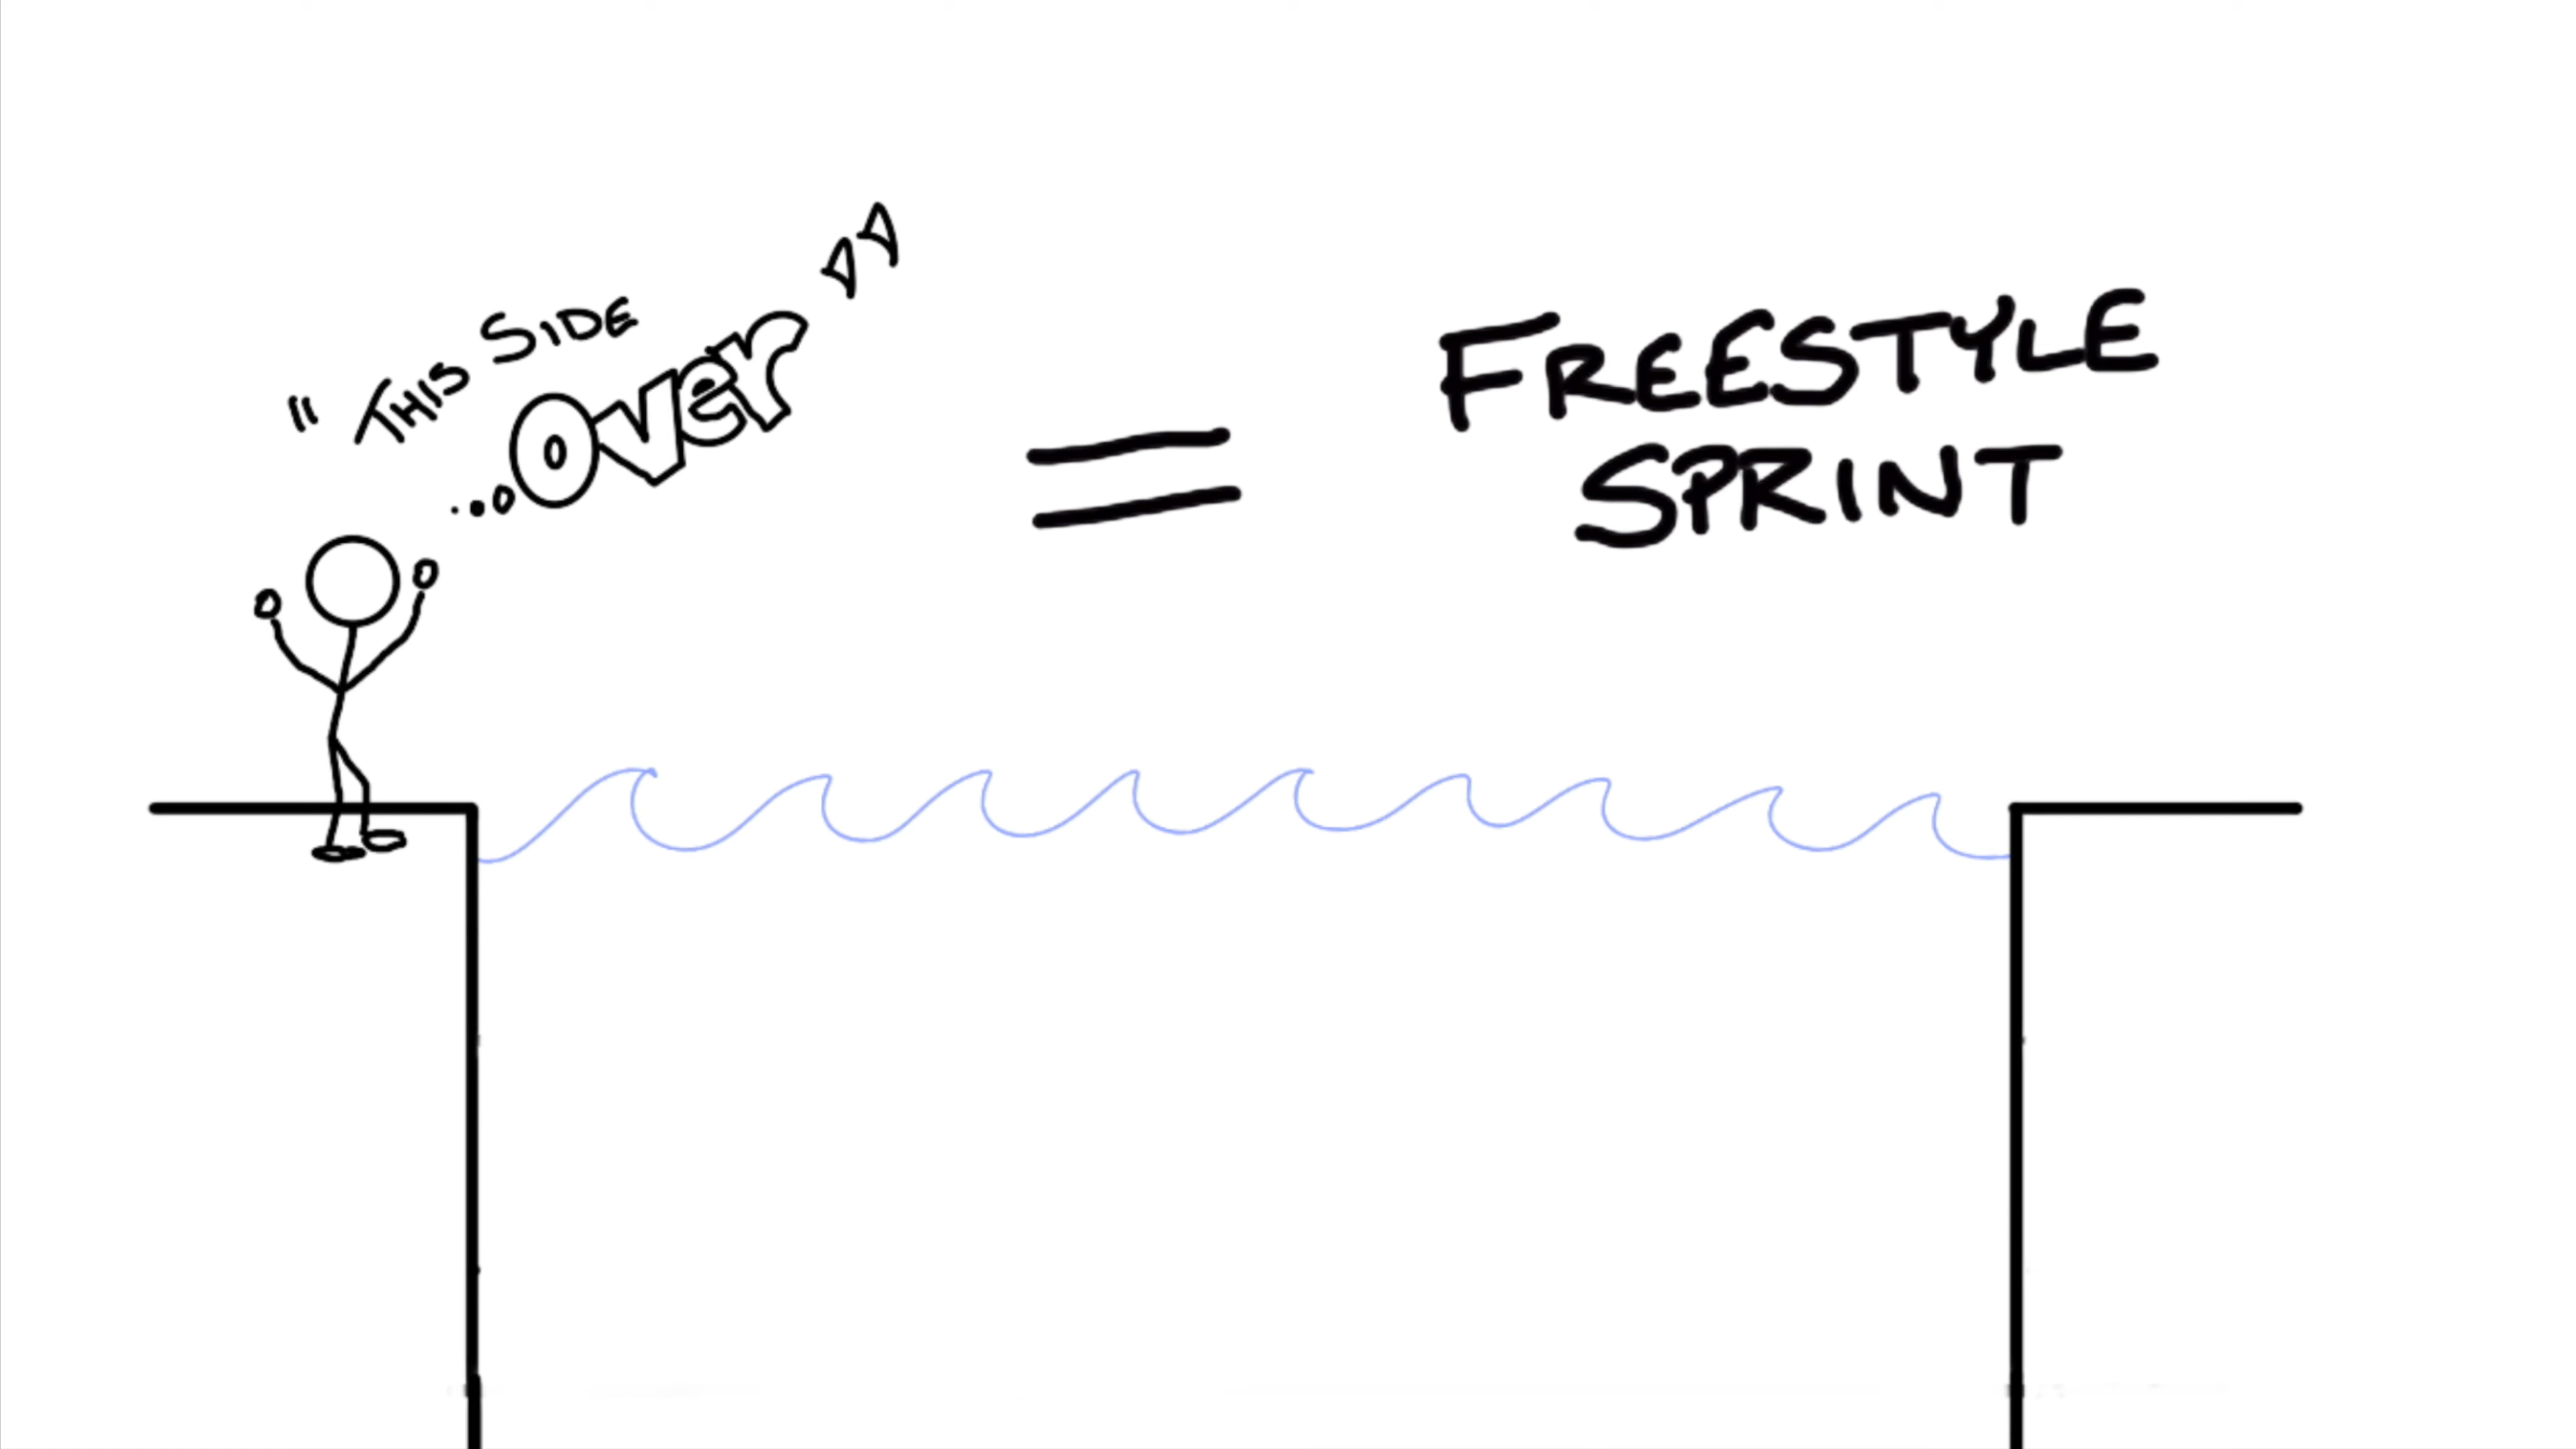 " THIS SIDE
...over "
=
FREESTYLE
SPRINT